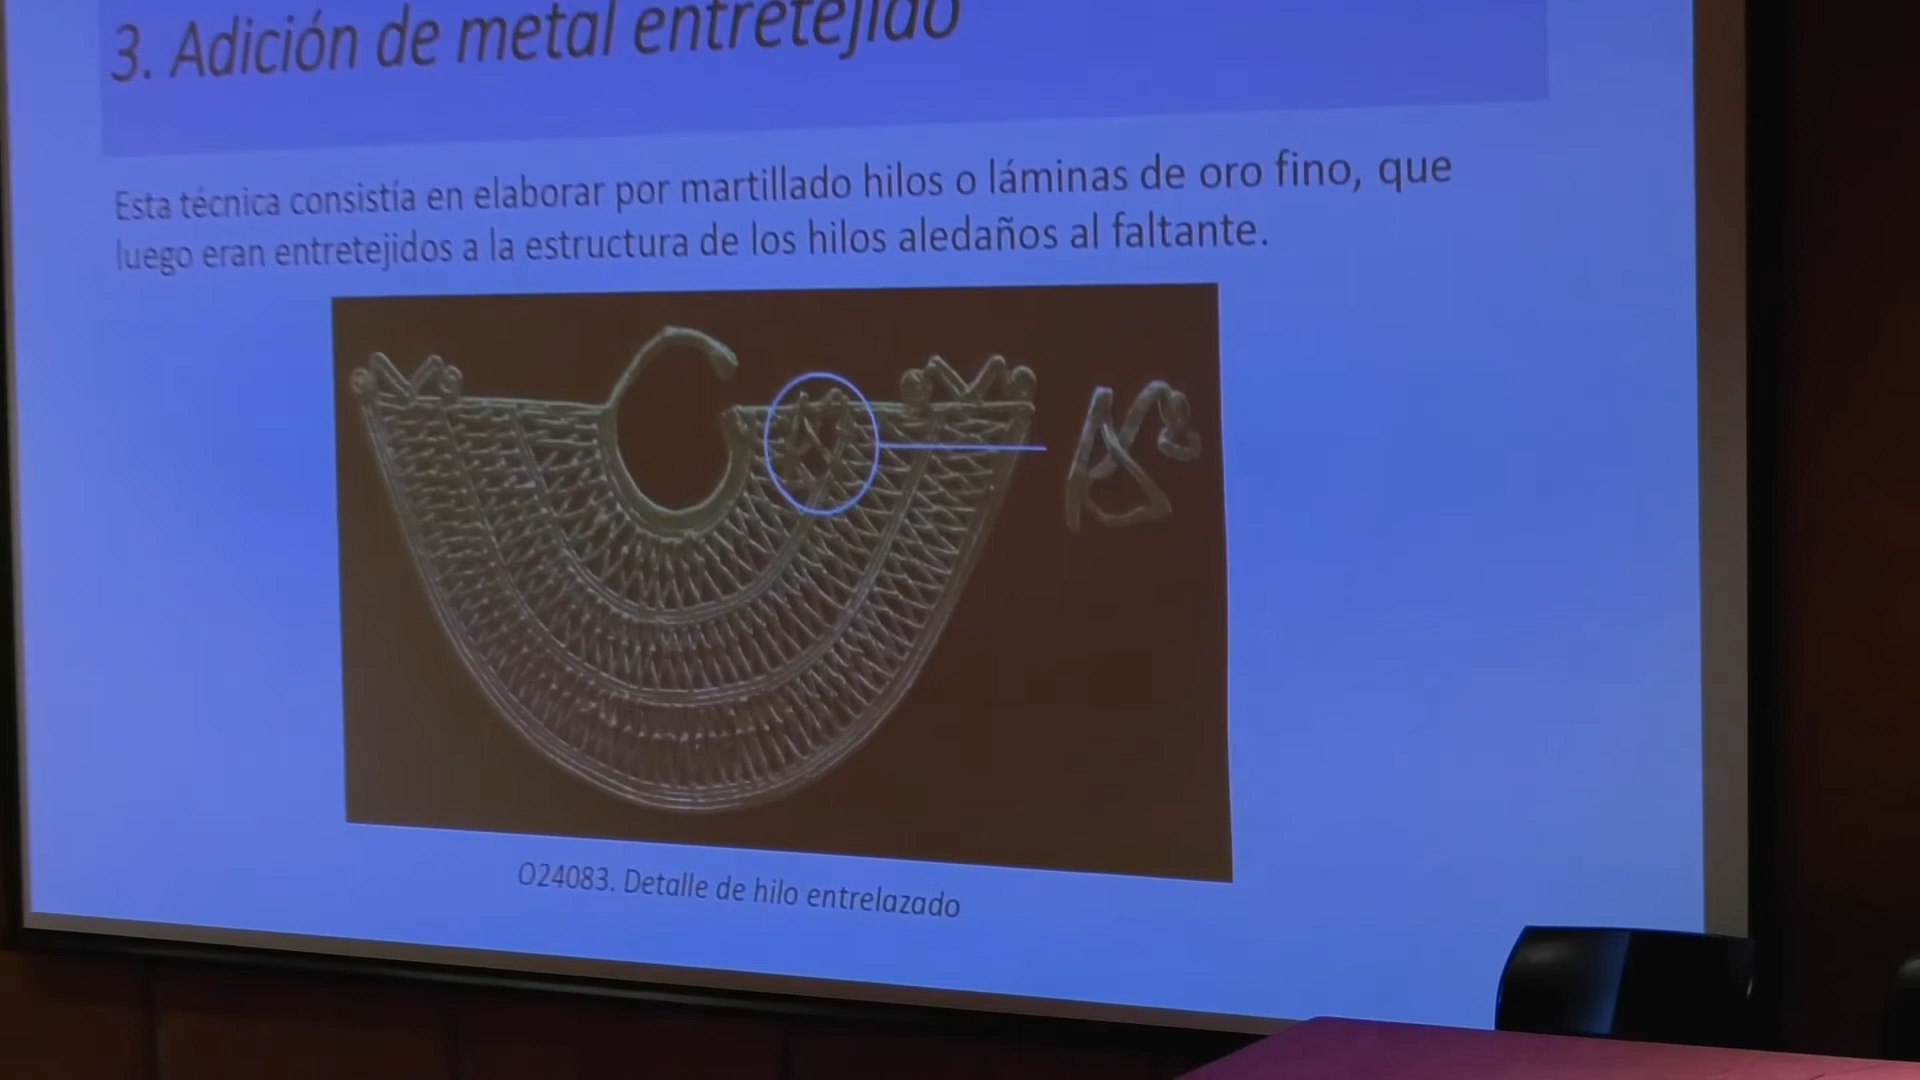 3. Adición de metal entretejido
Esta técnica consistía en elaborar por martillado hilos o láminas de oro fino, que
luego eran entretejidos a la estructura de los hilos aledaños al faltante.
O24083. Detalle de hilo entrelazado